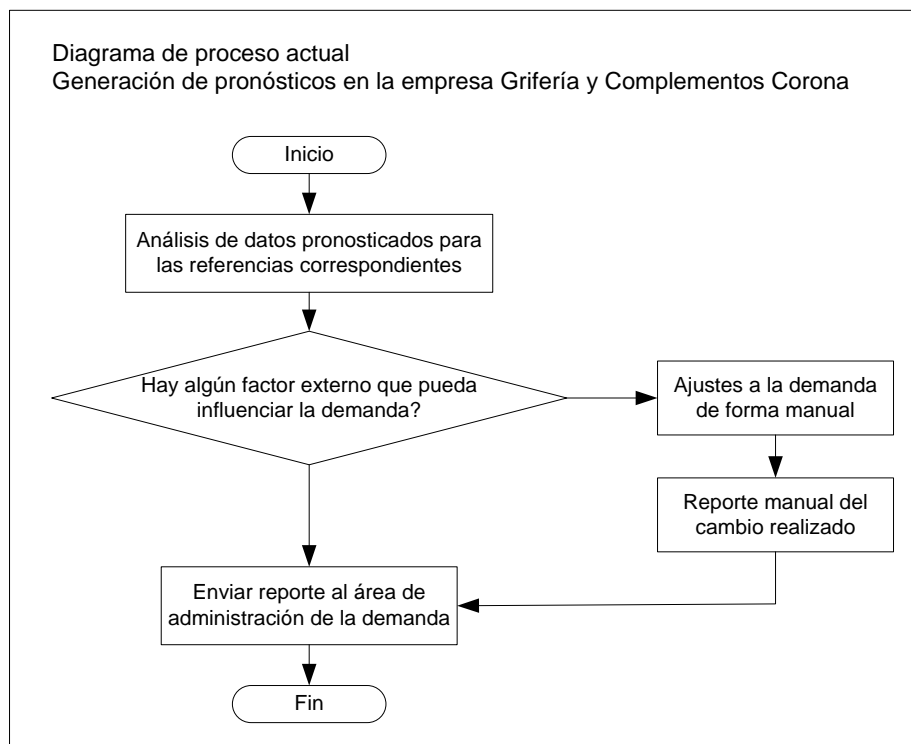 Diagrama de proceso actual
Generación de pronósticos en la empresa Grifería y Complementos Corona
Inicio
Análisis de datos pronosticados para
las referencias correspondientes
Hay algún factor externo que pueda
influenciar la demanda?
Ajustes a la demanda
de forma manual
Reporte manual del
cambio realizado
Enviar reporte al área de
administración de la demanda
Fin